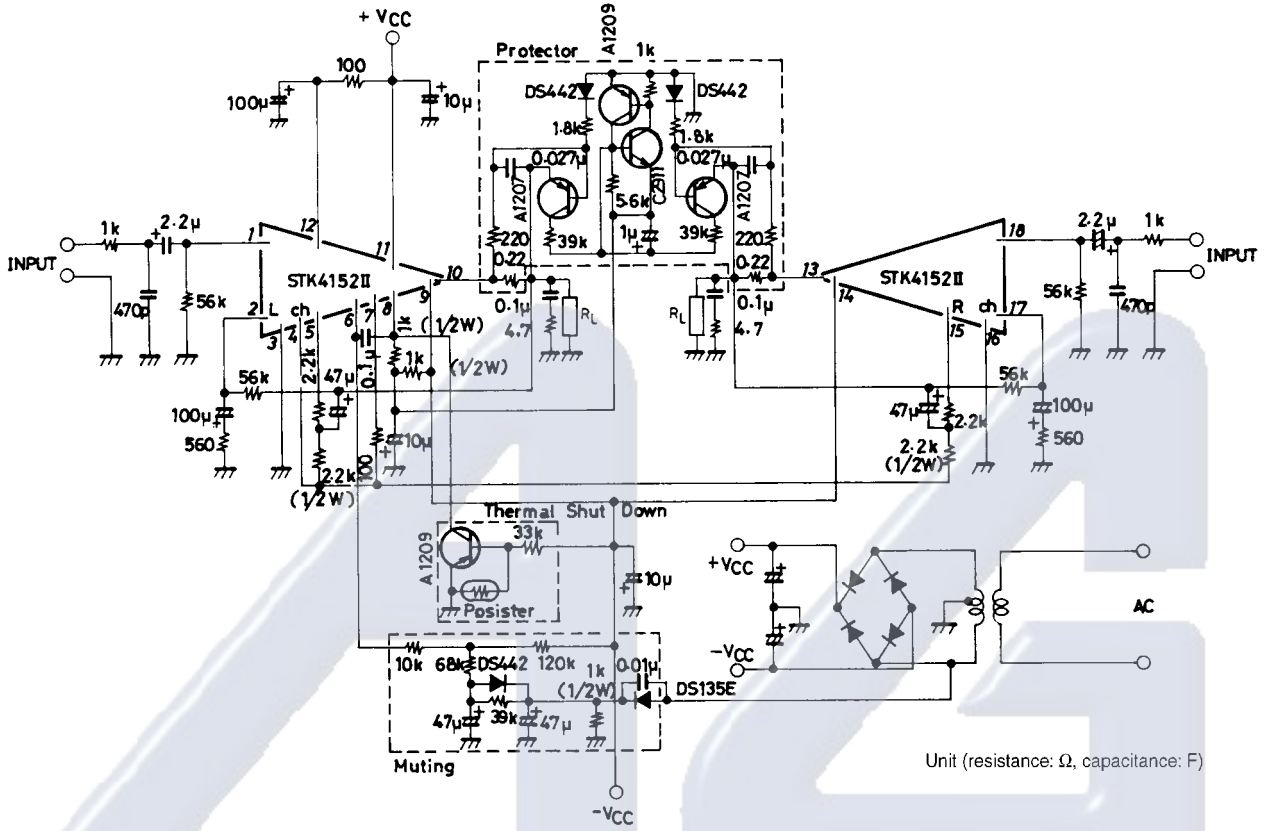 + VCC
A1209
Protector
1k
100
100µ
+
+
10µ
DS442
DS442
1.8k
1.8k
0.027µ
0.027µ
C2911
A1207
A1207
5.6k
39k
1µ
+
39k
220
220
0.22
0.22
1k
2.2µ
+
1
12
11
10
INPUT
STK4152II
470p
56k
2
L
ch
3
4
5
6
7
8
9
13
18
STK4152II
14
R
ch
17
15
16
2.2µ
+
1k
INPUT
56k
470p
0.1µ
4.7
RL
RL
0.1µ
4.7
1k
(1/2W)
1k
(1/2W)
0.1µ
2.2k
47µ
+
56k
100µ
+
560
2.2k
(1/2W)
100
+
10µ
56k
47µ
+
2.2k
2.2k
(1/2W)
100µ
+
560
Thermal Shut Down
A1209
33k
Posister
+
10µ
+VCC
+
+
-VCC
AC
10k
68k
DS442
120k
1k
(1/2W)
0.01µ
DS135E
47µ
+
39k
+
47µ
Muting
-VCC
Unit (resistance: Ω, capacitance: F)